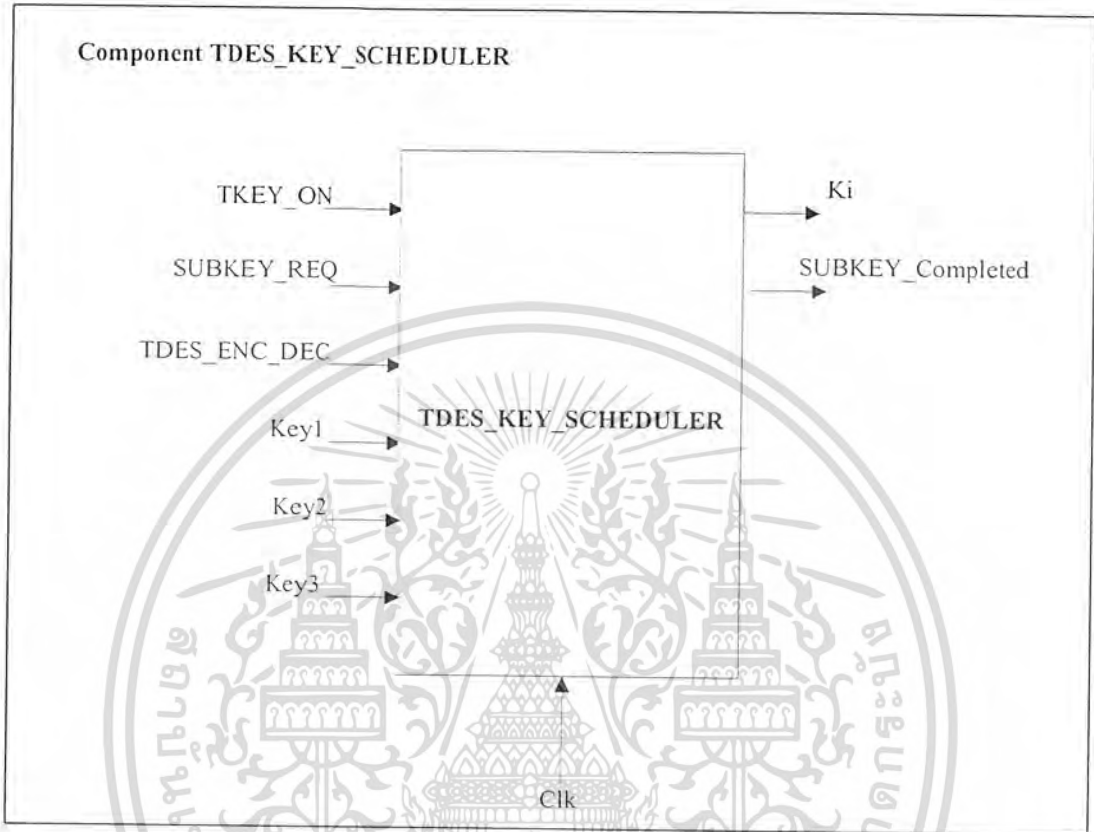 Component TDES_KEY_SCHEDULER
TKEY_ON
Ki
SUBKEY_REQ
SUBKEY_Completed
TDES_ENC_DEC
Key1
TDES_KEY_SCHEDULER
Key2
Key3
Clk